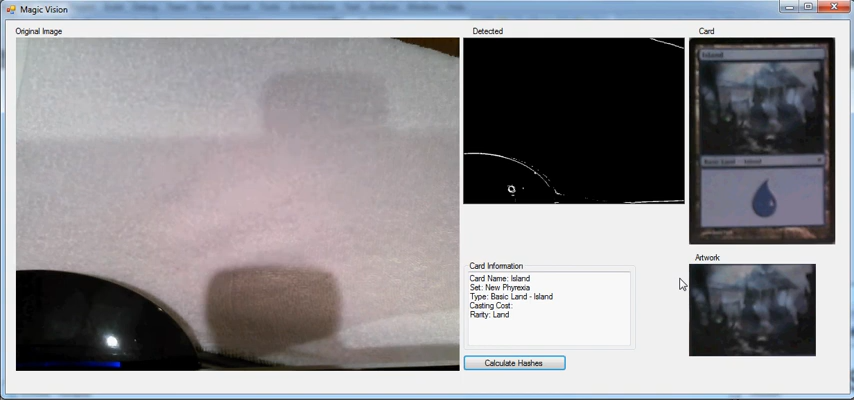 Magic Vision
Original Image
Detected
Card
Island
Basic Land - Island
Artwork
Card Information
Card Name: Island
Set: New Phyrexia
Type: Basic Land - Island
Casting Cost:
Rarity: Land
Calculate Hashes